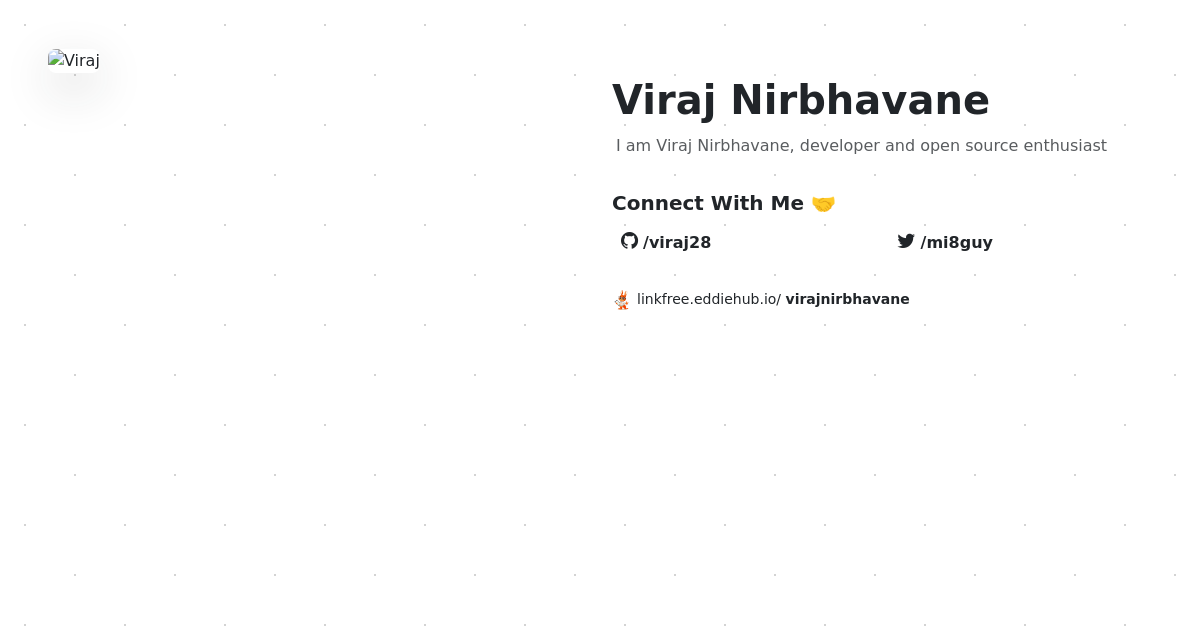 Viraj
Viraj Nirbhavane
I am Viraj Nirbhavane, developer and open source enthusiast
Connect With Me 🤝
/viraj28
/mi8guy
linkfree.eddiehub.io/ virajnirbhavane